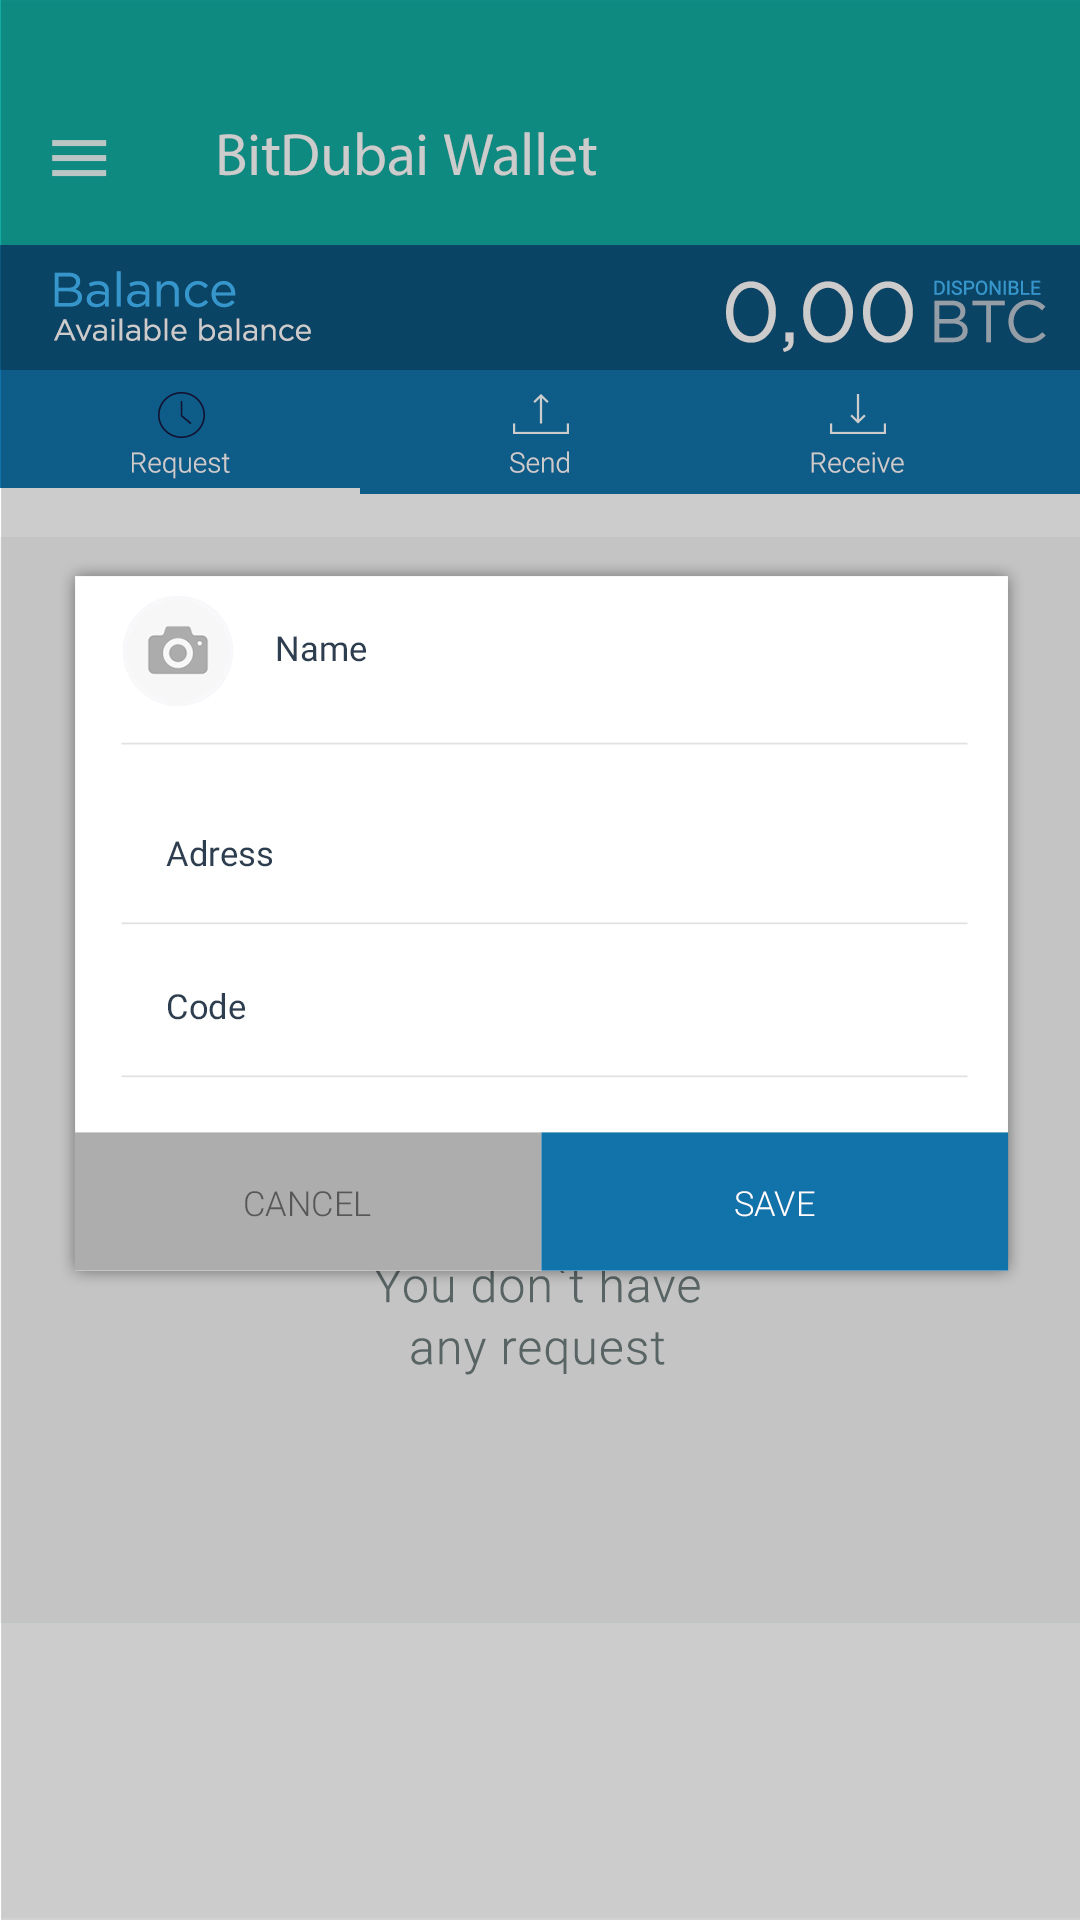 BitDubai Wallet
Balance
Available balance
0,00
DISPONIBLE
BTC
Request
Send
Receive
Name
Adress
Code
CANCEL
SAVE
You don`t have
any request